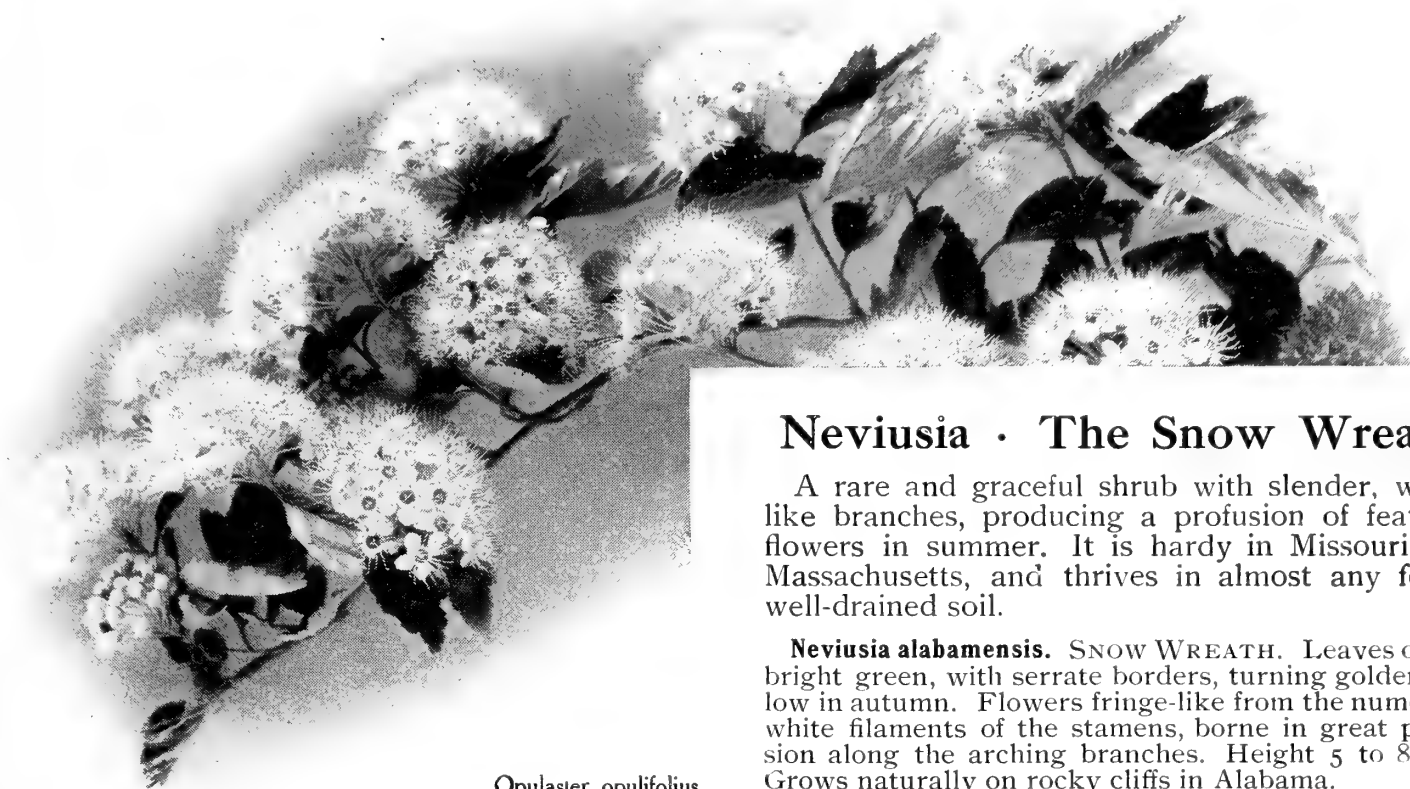 Neviusia · The Snow Wrea
A rare and graceful shrub with slender, w
like branches, producing a profusion of fea
flowers in summer. It is hardy in Missouri
Massachusetts, and thrives in almost any f
well-drained soil.
Neviusia alabamensis. SNOW WREATH. Leaves
bright green, with serrate borders, turning golde
low in autumn. Flowers fringe-like from the num
white filaments of the stamens, borne in great p
sion along the arching branches. Height 5 to 8
Grows naturally on rocky cliffs in Alabama.
Opulaster opulifolius